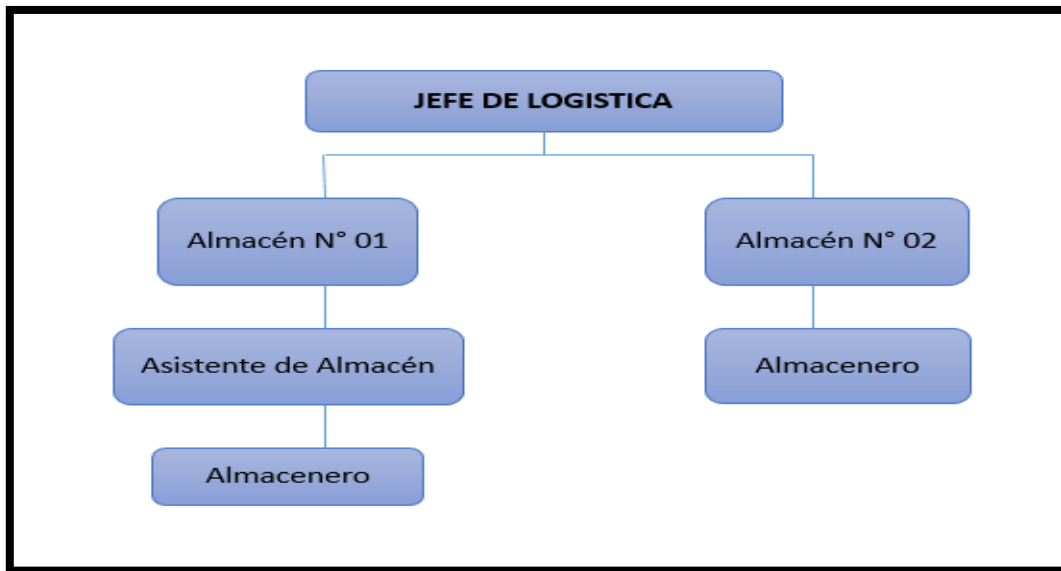 JEFE DE LOGISTICA
Almacén N° 01
Almacén N° 02
Asistente de Almacén
Almacenero
Almacenero